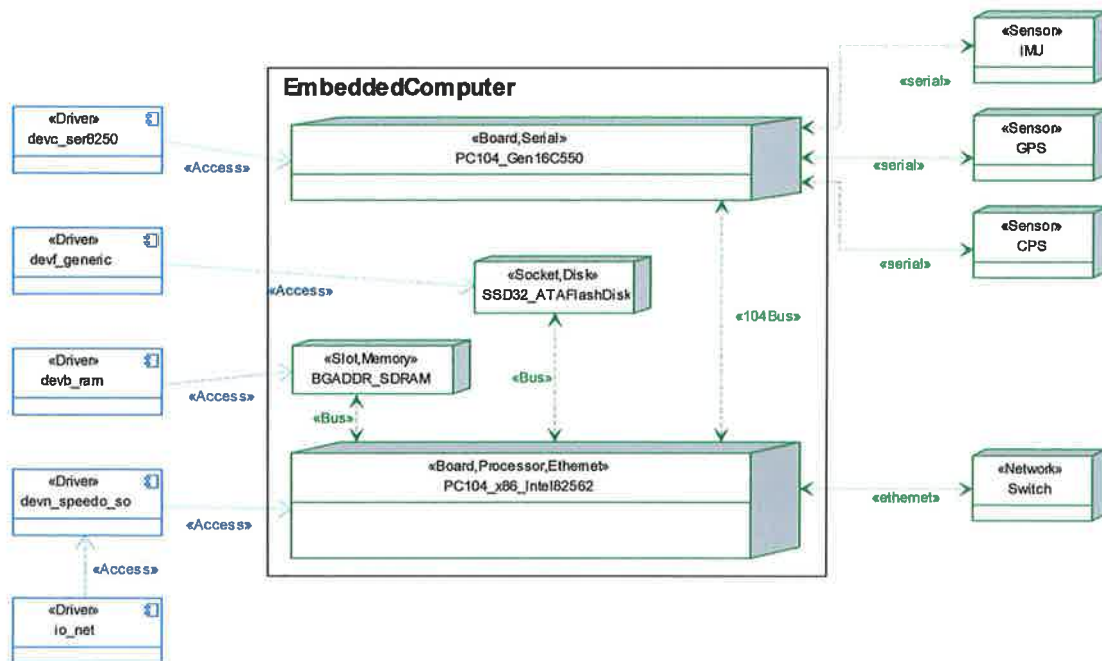 «Sensor»
IMU
«serial»
EmbeddedComputer
«Driver»
devc_ser8250
«Access»
«Board,Serial»
PC104_Gen16C550
«Sensor»
GPS
«serial»
«Driver»
devf_generic
«Access»
«Socket,Disk»
SSD32_ATAFlashDisk
«Sensor»
CPS
«serial»
«104Bus»
«Driver»
devb_ram
«Access»
«Slot,Memory»
BGADDR_SDRAM
«Bus»
«Bus»
«Driver»
devn_speedo_so
«Access»
«Board,Processor,Ethernet»
PC104_x86_Intel82562
«ethernet»
«Network»
Switch
«Access»
«Driver»
io_net